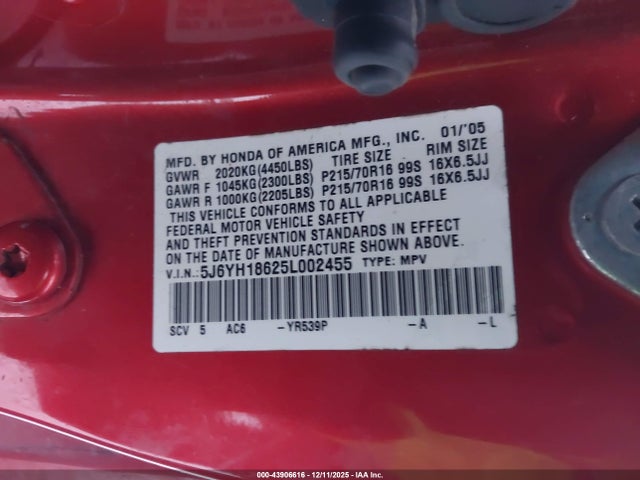 MFD. BY HONDA OF AMERICA MFG., INC. 01/'05
GVWR 2020KG(4450LBS) TIRE SIZE RIM SIZE
GAWR F 1045KG(2300LBS) P215/70R16 99S 16X6.5JJ
GAWR R 1000KG(2205LBS) P215/70R16 99S 16X6.5JJ
THIS VEHICLE CONFORMS TO ALL APPLICABLE
FEDERAL MOTOR VEHICLE SAFETY
AND THEFT PREVENTION STANDARDS IN EFFECT
ON THE DATE OF MANUFACTURE SHOWN ABOVE.
V.I.N.: 5J6YH18625L002455 TYPE: MPV
SCV 5 AC6 -YR539P -A -L
000-43906616 - 12/11/2025 - IAA Inc.